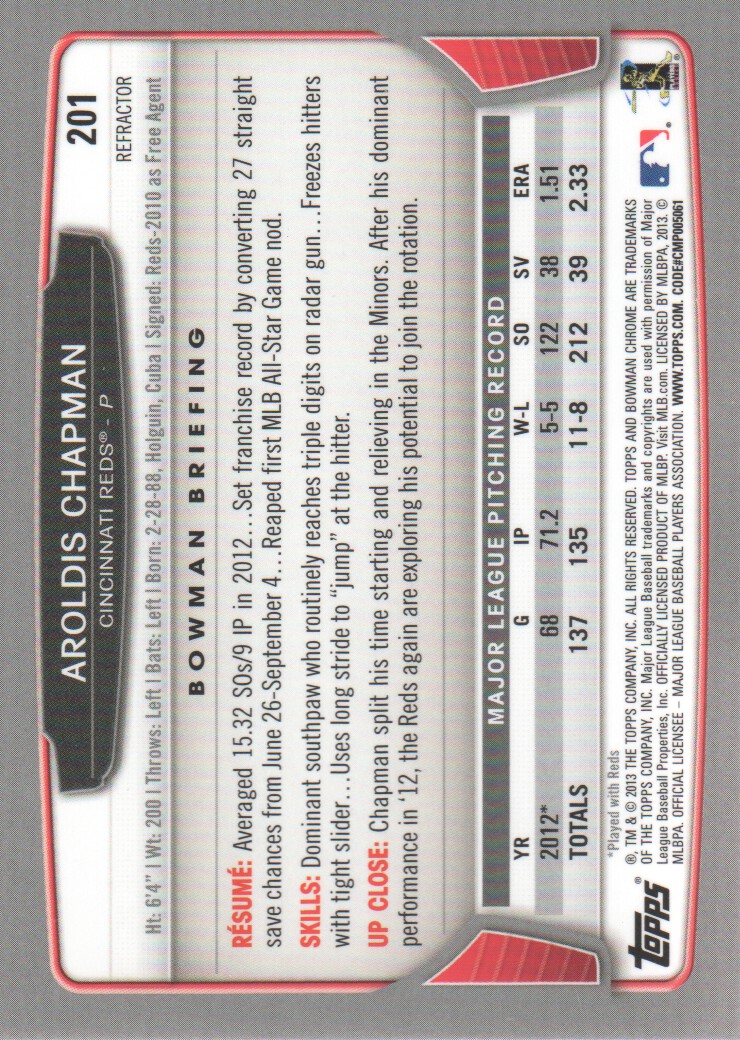 201
REFRACTOR
AROLDIS CHAPMAN
CINCINNATI REDS® - P
Ht: 6'4" | Wt: 200 | Throws: Left | Bats: Left | Born: 2-28-88, Holguin, Cuba | Signed: Reds-2010 as Free Agent
BOWMAN BRIEFING
RÉSUMÉ: Averaged 15.32 SOs/9 IP in 2012...Set franchise record by converting 27 straight
save chances from June 26-September 4...Reaped first MLB All-Star Game nod.
SKILLS: Dominant southpaw who routinely reaches triple digits on radar gun...Freezes hitters
with tight slider...Uses long stride to “jump” at the hitter.
UP CLOSE: Chapman split his time starting and relieving in the Minors. After his dominant
performance in ‘12, the Reds again are exploring his potential to join the rotation.
MAJOR LEAGUE PITCHING RECORD
YR G IP W-L SO SV ERA
2012* 68 71.2 5-5 122 38 1.51
TOTALS 137 135 11-8 212 39 2.33
*Played with Reds
topps®
®, TM & © 2013 THE TOPPS COMPANY, INC. ALL RIGHTS RESERVED. TOPPS AND BOWMAN CHROME ARE TRADEMARKS
OF THE TOPPS COMPANY, INC. Major League Baseball trademarks and copyrights are used with permission of Major
League Baseball Properties, Inc. OFFICIALLY LICENSED PRODUCT OF MLBP. Visit MLB.com. LICENSED BY MLBPA, 2013. ©
MLBPA. OFFICIAL LICENSEE – MAJOR LEAGUE BASEBALL PLAYERS ASSOCIATION. WWW.TOPPS.COM. CODE#CMP005061